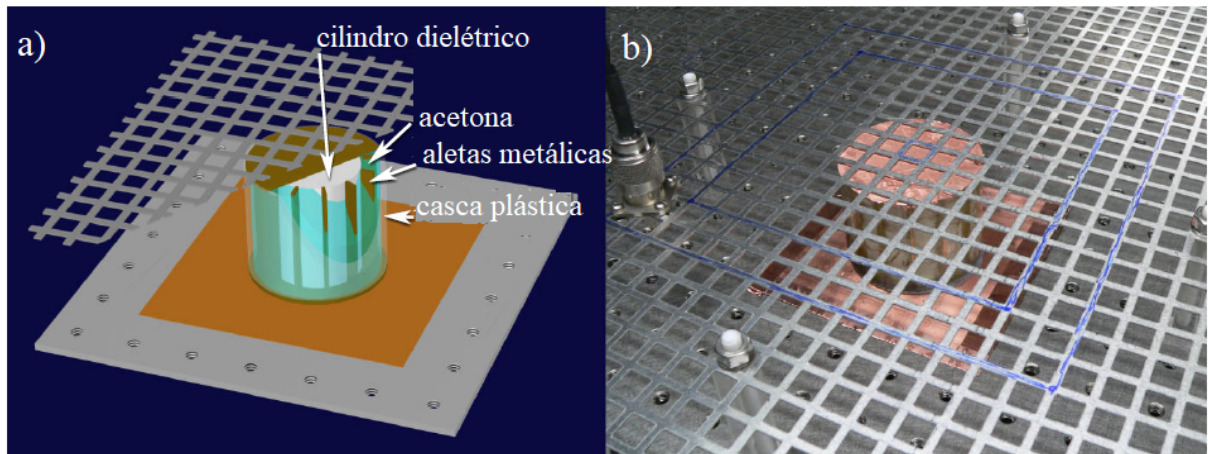 a)
cilindro dielétrico
acetona
aletas metálicas
casca plástica
b)